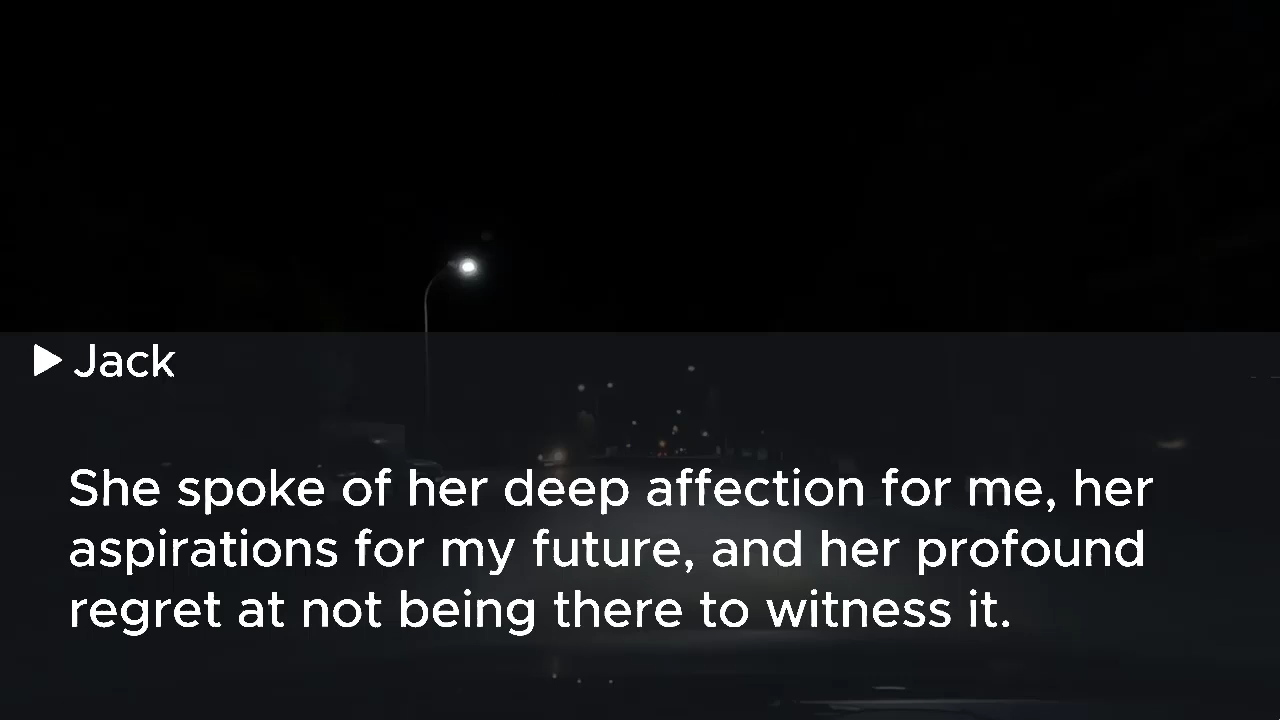 Jack
She spoke of her deep affection for me, her
aspirations for my future, and her profound
regret at not being there to witness it.